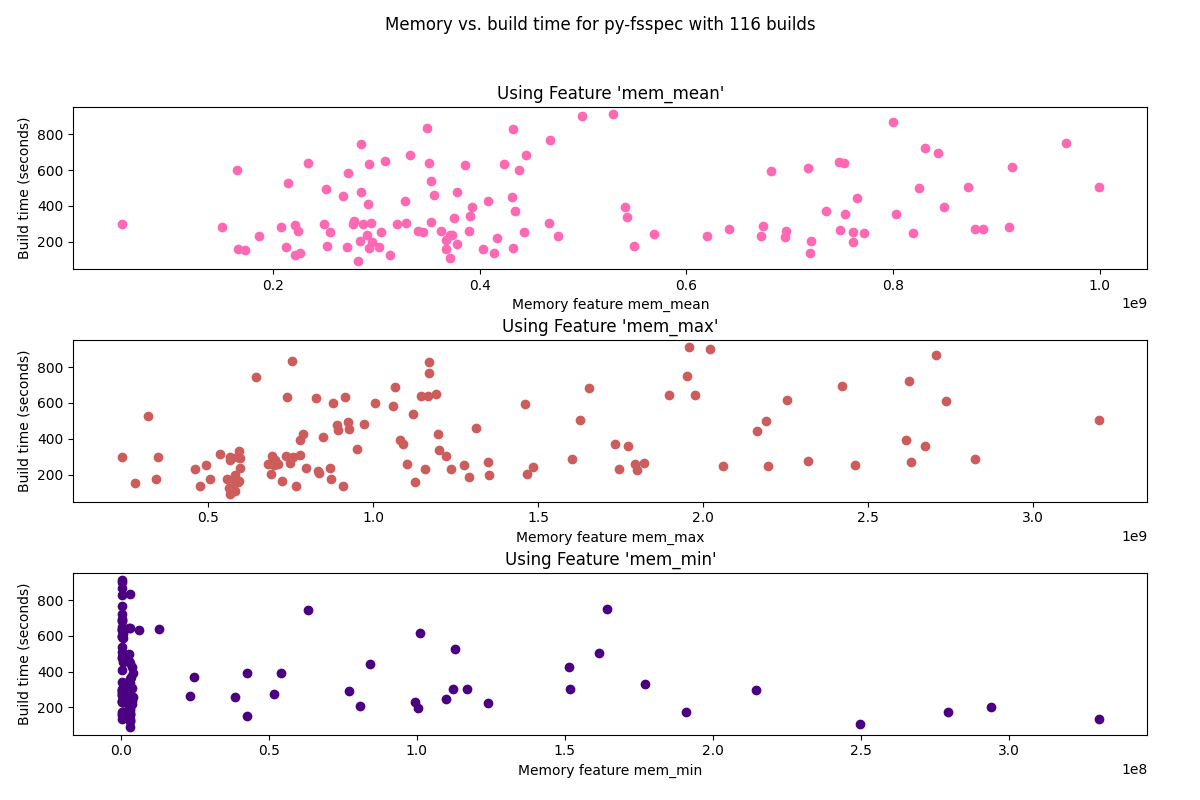 Memory vs. build time for py-fsspec with 116 builds
Using Feature 'mem_mean'
Build time (seconds)
800
600
400
200
0.2 0.4 0.6 0.8 1.0
1e9
Memory feature mem_mean
Using Feature 'mem_max'
Build time (seconds)
800
600
400
200
0.5 1.0 1.5 2.0 2.5 3.0
1e9
Memory feature mem_max
Using Feature 'mem_min'
Build time (seconds)
800
600
400
200
0.0 0.5 1.0 1.5 2.0 2.5 3.0
1e8
Memory feature mem_min